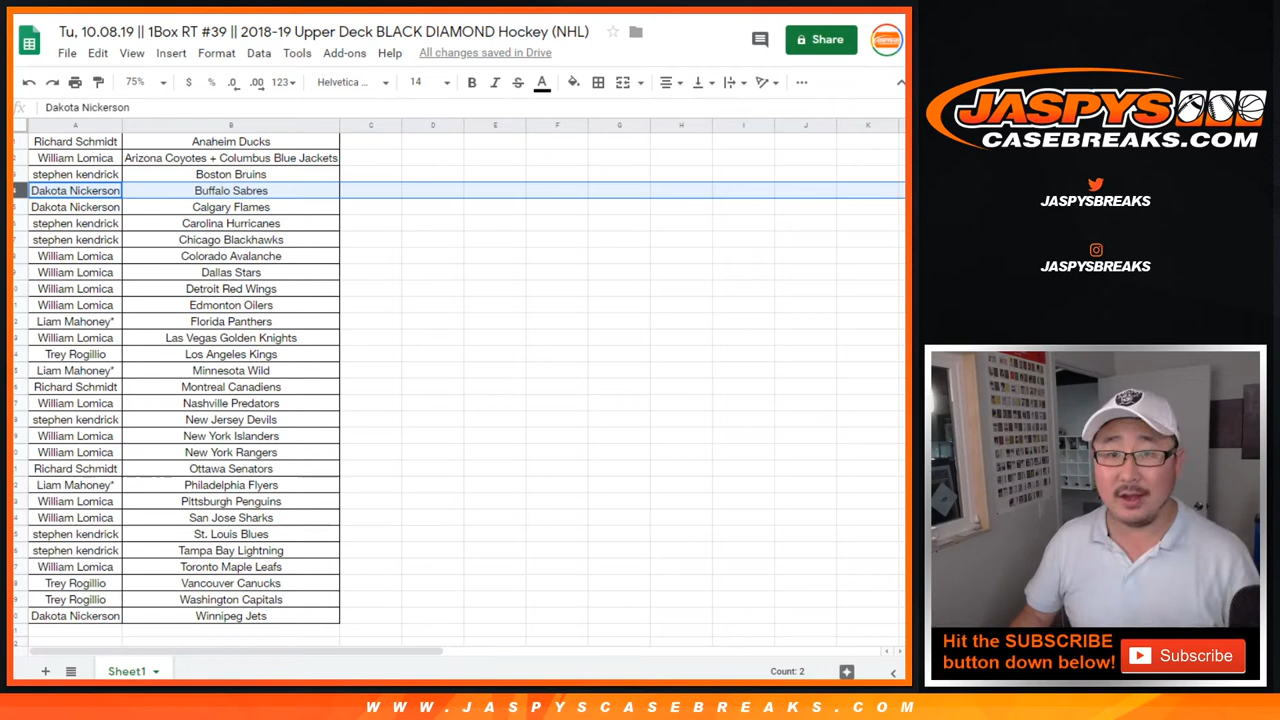 Tu, 10.08.19 || 1Box RT #39 || 2018-19 Upper Deck BLACK DIAMOND Hockey (NHL)
File Edit View Insert Format Data Tools Add-ons Help All changes saved in Drive
Share
75% $ % .0 .00 123 Helvetica ... 14 B I S A
fx Dakota Nickerson
A B C D E F G H I J K
Richard Schmidt Anaheim Ducks
William Lomica Arizona Coyotes + Columbus Blue Jackets
stephen kendrick Boston Bruins
Dakota Nickerson Buffalo Sabres
Dakota Nickerson Calgary Flames
stephen kendrick Carolina Hurricanes
stephen kendrick Chicago Blackhawks
William Lomica Colorado Avalanche
William Lomica Dallas Stars
William Lomica Detroit Red Wings
William Lomica Edmonton Oilers
Liam Mahoney* Florida Panthers
William Lomica Las Vegas Golden Knights
Trey Rogillio Los Angeles Kings
Liam Mahoney* Minnesota Wild
Richard Schmidt Montreal Canadiens
William Lomica Nashville Predators
stephen kendrick New Jersey Devils
William Lomica New York Islanders
William Lomica New York Rangers
Richard Schmidt Ottawa Senators
Liam Mahoney* Philadelphia Flyers
William Lomica Pittsburgh Penguins
William Lomica San Jose Sharks
stephen kendrick St. Louis Blues
stephen kendrick Tampa Bay Lightning
William Lomica Toronto Maple Leafs
Trey Rogillio Vancouver Canucks
Trey Rogillio Washington Capitals
Dakota Nickerson Winnipeg Jets
Sheet1 Count: 2
JASPYS
CASEBREAKS.COM
JASPYSBREAKS
JASPYSBREAKS
Hit the SUBSCRIBE
button down below!
Subscribe
WWW.JASPYSCASEBREAKS.COM